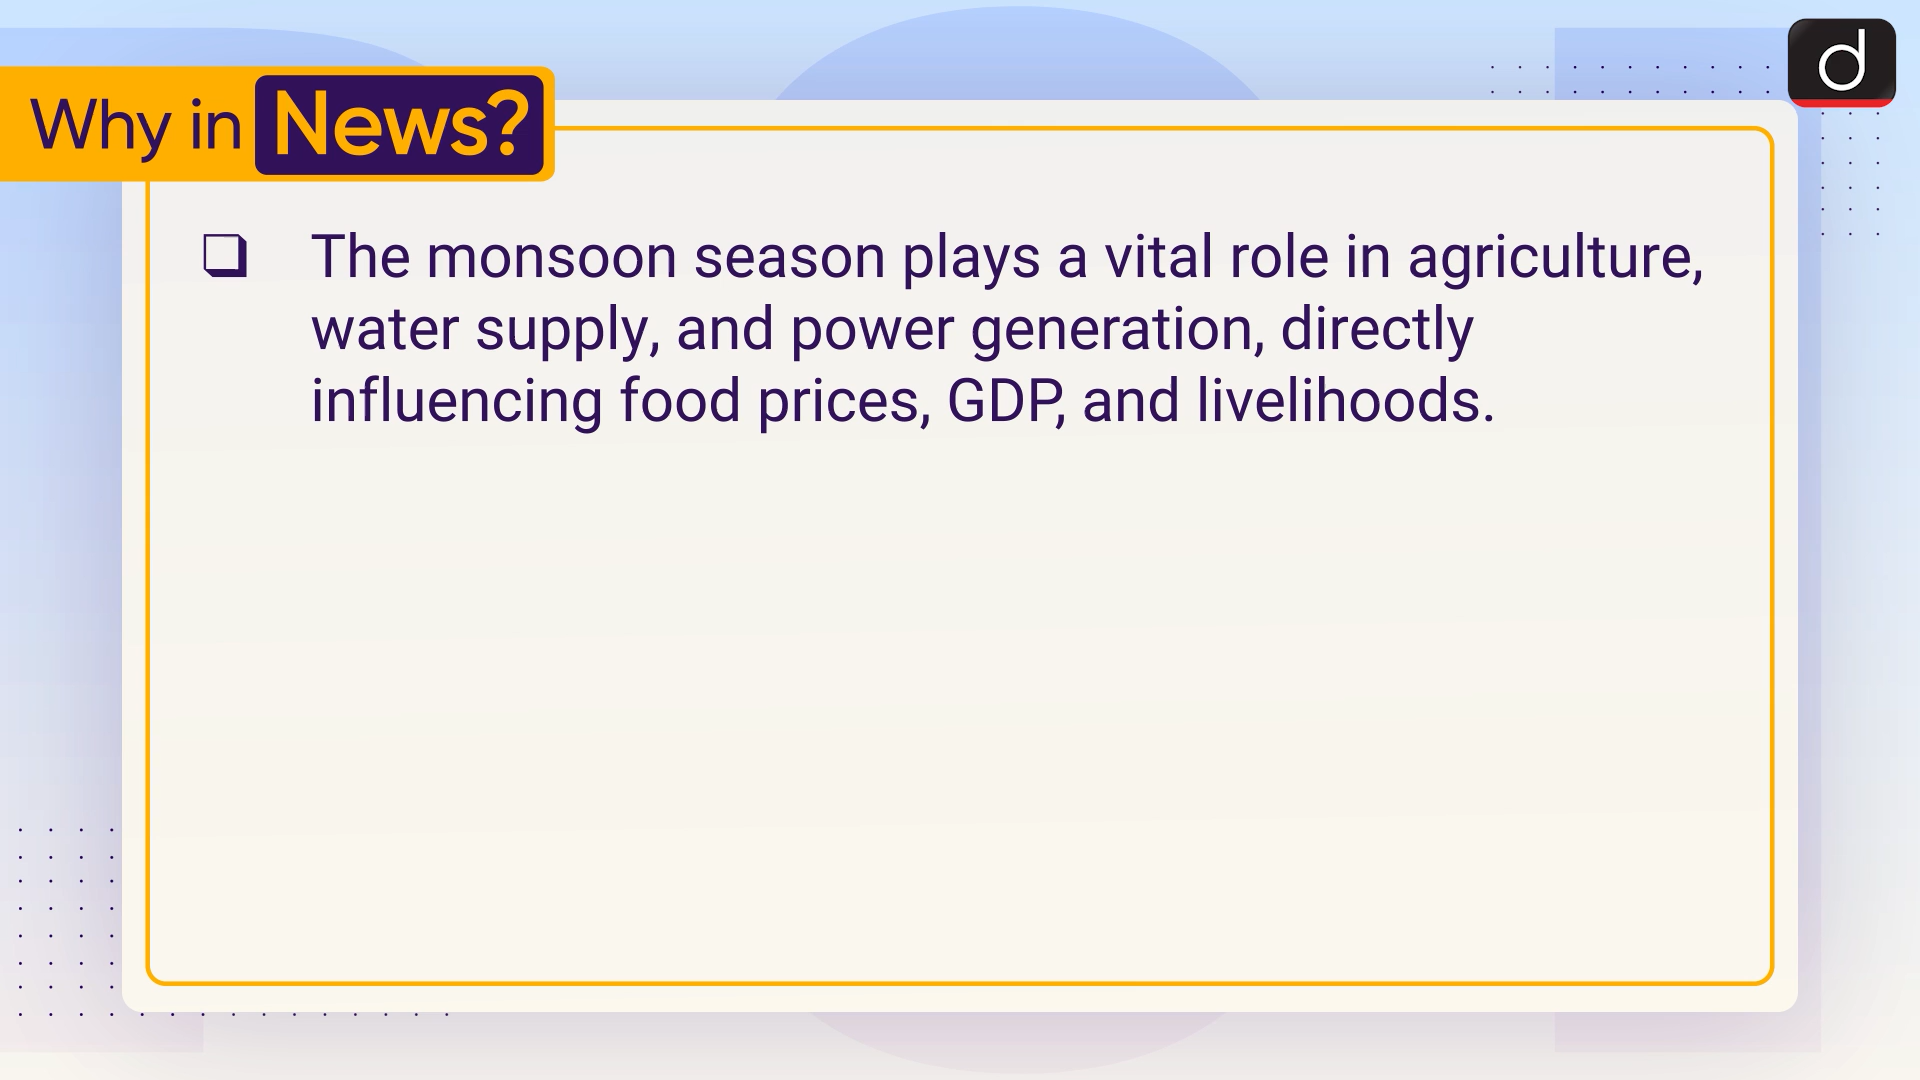 Why in News?
The monsoon season plays a vital role in agriculture,
water supply, and power generation, directly
influencing food prices, GDP, and livelihoods.
d